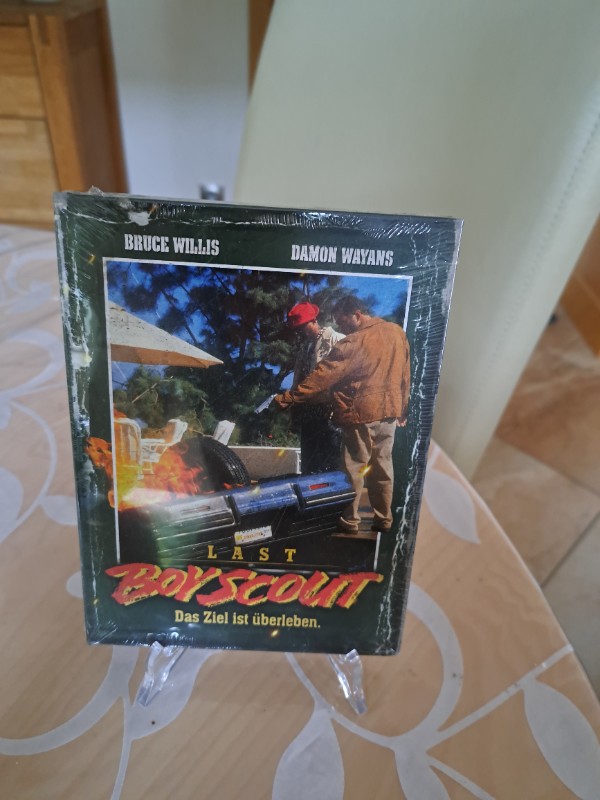 BRUCE WILLIS
DAMON WAYANS
LAST
BOY SCOUT
Das Ziel ist überleben.